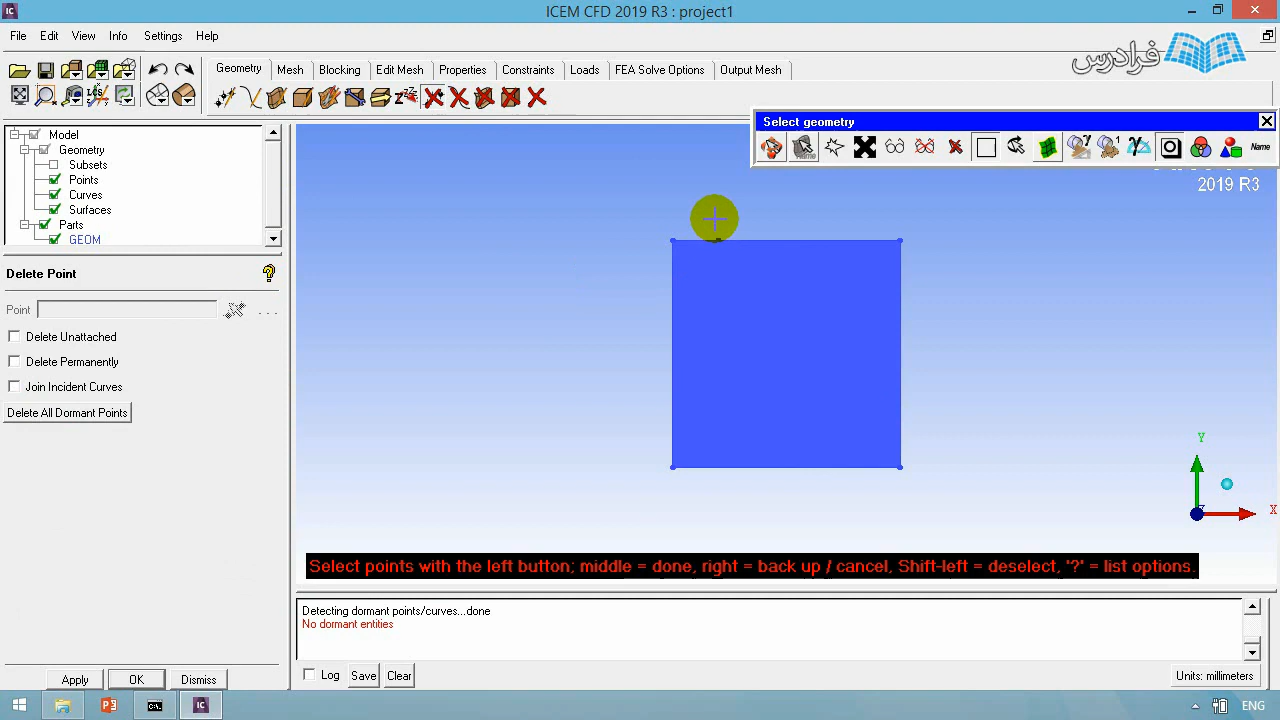 ICEM CFD 2019 R3 : project1
File Edit View Info Settings Help
فرادرس
Geometry Mesh Blocking Edit Mesh Properties Constraints Loads FEA Solve Options Output Mesh
Select geometry
Name
2019 R3
Model
Geometry
Subsets
Points
Curves
Surfaces
Parts
GEOM
Delete Point
Point
Delete Unattached
Delete Permanently
Join Incident Curves
Delete All Dormant Points
Y
X
Select points with the left button; middle = done, right = back up / cancel, Shift-left = deselect, '?' = list options.
Detecting dormant points/curves...done
No dormant entities
Log Save Clear
Units: millimeters
Apply OK Dismiss
ENG